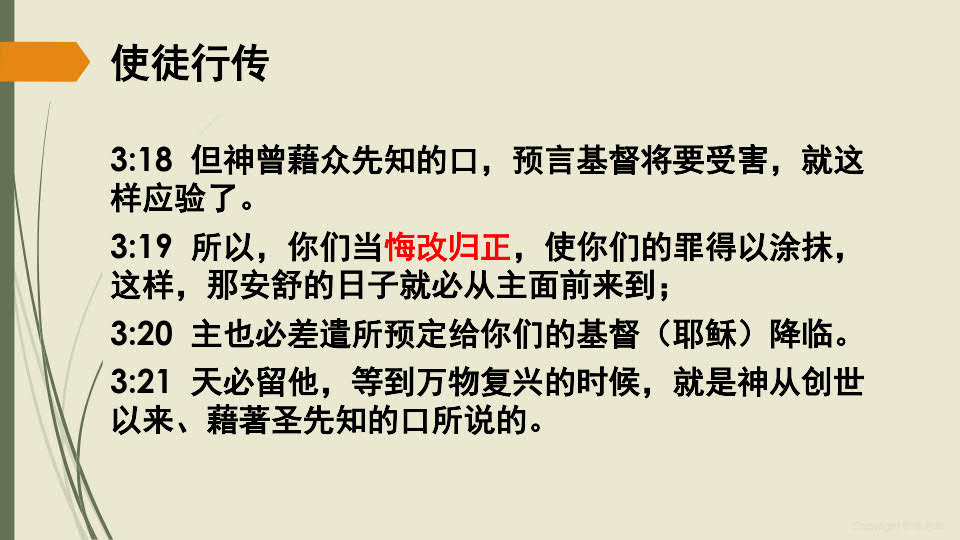 使徒行传
3:18 但神曾藉众先知的口，预言基督将要受害，就这
样应验了。
3:19 所以，你们当悔改归正，使你们的罪得以涂抹，
这样，那安舒的日子就必从主面前来到；
3:20 主也必差遣所预定给你们的基督（耶稣）降临。
3:21 天必留他，等到万物复兴的时候，就是神从创世
以来、藉著圣先知的口所说的。
Copyright